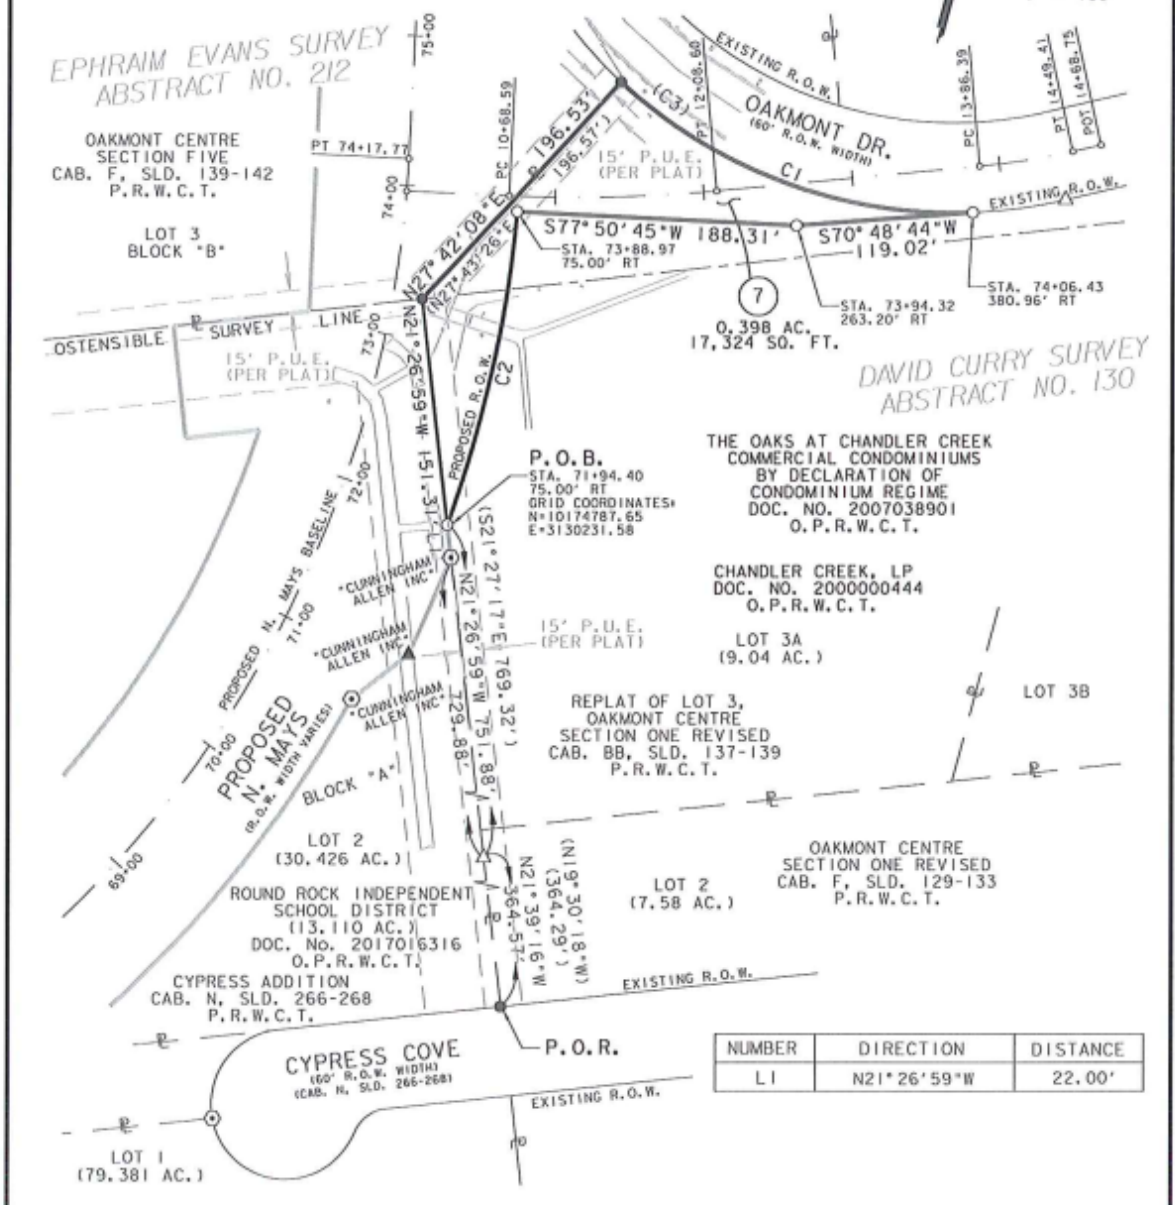 EPHRAIM EVANS SURVEY
ABSTRACT NO. 212
OAKMONT CENTRE
SECTION FIVE
CAB. F, SLD. 139-142
P.R.W.C.T.
LOT 3
BLOCK "B"
75+00
PT 74+17.77
74+00
PC 10+68.59
PT 12+08.60
PC 13+86.39
PT 14+49.41
POT 14+68.75
EXISTING R.O.W.
OAKMONT DR.
(60' R.O.W. WIDTH)
(C3)
C1
15' P.U.E.
(PER PLAT)
EXISTING R.O.W.
N27°42'08"E 196.53'
(N27°43'26"E 196.57')
S77°50'45"W 188.31'
S70°48'44"W
119.02'
STA. 73+88.97
75.00' RT
STA. 73+94.32
263.20' RT
STA. 74+06.43
380.96' RT
7
0.398 AC.
17,324 SQ. FT.
OSTENSIBLE SURVEY LINE
73+00
15' P.U.E.
(PER PLAT)
N21°26'59"W 151.31'
PROPOSED R.O.W.
C2
DAVID CURRY SURVEY
ABSTRACT NO. 130
P.O.B.
STA. 71+94.40
75.00' RT
GRID COORDINATES:
N=10174787.65
E=3130231.58
THE OAKS AT CHANDLER CREEK
COMMERCIAL CONDOMINIUMS
BY DECLARATION OF
CONDOMINIUM REGIME
DOC. NO. 2007038901
O.P.R.W.C.T.
CHANDLER CREEK, LP
DOC. NO. 2000000444
O.P.R.W.C.T.
LOT 3A
(9.04 AC.)
LOT 3B
REPLAT OF LOT 3,
OAKMONT CENTRE
SECTION ONE REVISED
CAB. BB, SLD. 137-139
P.R.W.C.T.
72+00
71+00
70+00
69+00
PROPOSED N. MAYS BASELINE
PROPOSED
N. MAYS
(R.O.W. WIDTH VARIES)
"CUNNINGHAM
ALLEN INC"
"CUNNINGHAM
ALLEN INC"
"CUNNINGHAM
ALLEN INC"
L1
15' P.U.E.
(PER PLAT)
(S21°27'17"E 769.32')
N21°26'59"W 751.88'
729.88'
BLOCK "A"
LOT 2
(30.426 AC.)
ROUND ROCK INDEPENDENT
SCHOOL DISTRICT
(13.110 AC.)
DOC. No. 2017016316
O.P.R.W.C.T.
CYPRESS ADDITION
CAB. N, SLD. 266-268
P.R.W.C.T.
(N19°30'18"W)
(364.29')
N21°39'16"W
364.57'
LOT 2
(7.58 AC.)
OAKMONT CENTRE
SECTION ONE REVISED
CAB. F, SLD. 129-133
P.R.W.C.T.
EXISTING R.O.W.
P.O.R.
CYPRESS COVE
(60' R.O.W. WIDTH)
(CAB. N, SLD. 266-268)
EXISTING R.O.W.
LOT 1
(79.381 AC.)
NUMBER DIRECTION DISTANCE
L1 N21°26'59"W 22.00'